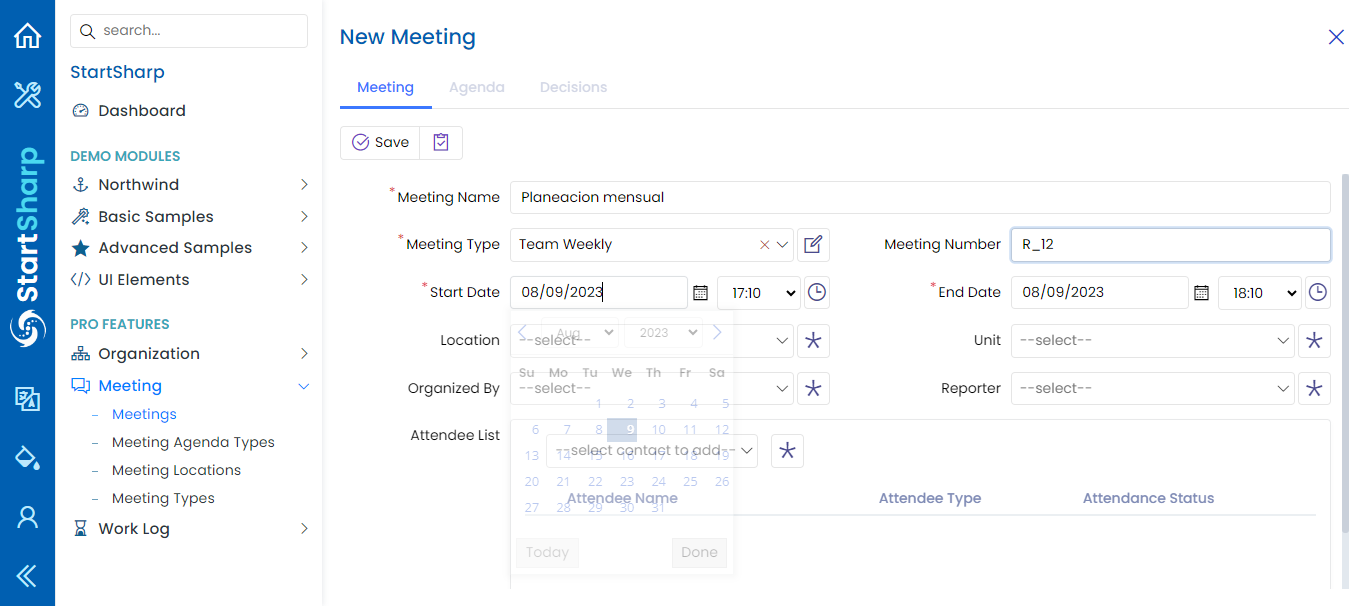 search...
StartSharp
Dashboard
DEMO MODULES
Northwind
Basic Samples
Advanced Samples
UI Elements
PRO FEATURES
Organization
Meeting
Meetings
Meeting Agenda Types
Meeting Locations
Meeting Types
Work Log
StartSharp
New Meeting
Meeting Agenda Decisions
Save
*Meeting Name Planeacion mensual
*Meeting Type Team Weekly Meeting Number R_12
*Start Date 08/09/2023 17:10 *End Date 08/09/2023 18:10
Location --select-- Unit --select--
Organized By --select-- Reporter --select--
Attendee List --select contact to add--
Attendee Name Attendee Type Attendance Status
Aug 2023
Su Mo Tu We Th Fr Sa
1 2 3 4 5
6 7 8 9 10 11 12
13 14 15 16 17 18 19
20 21 22 23 24 25 26
27 28 29 30 31
Today Done